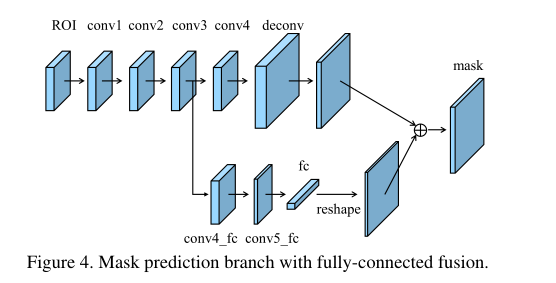 ROI conv1 conv2 conv3 conv4 deconv
mask
fc
reshape
conv4_fc conv5_fc
Figure 4. Mask prediction branch with fully-connected fusion.